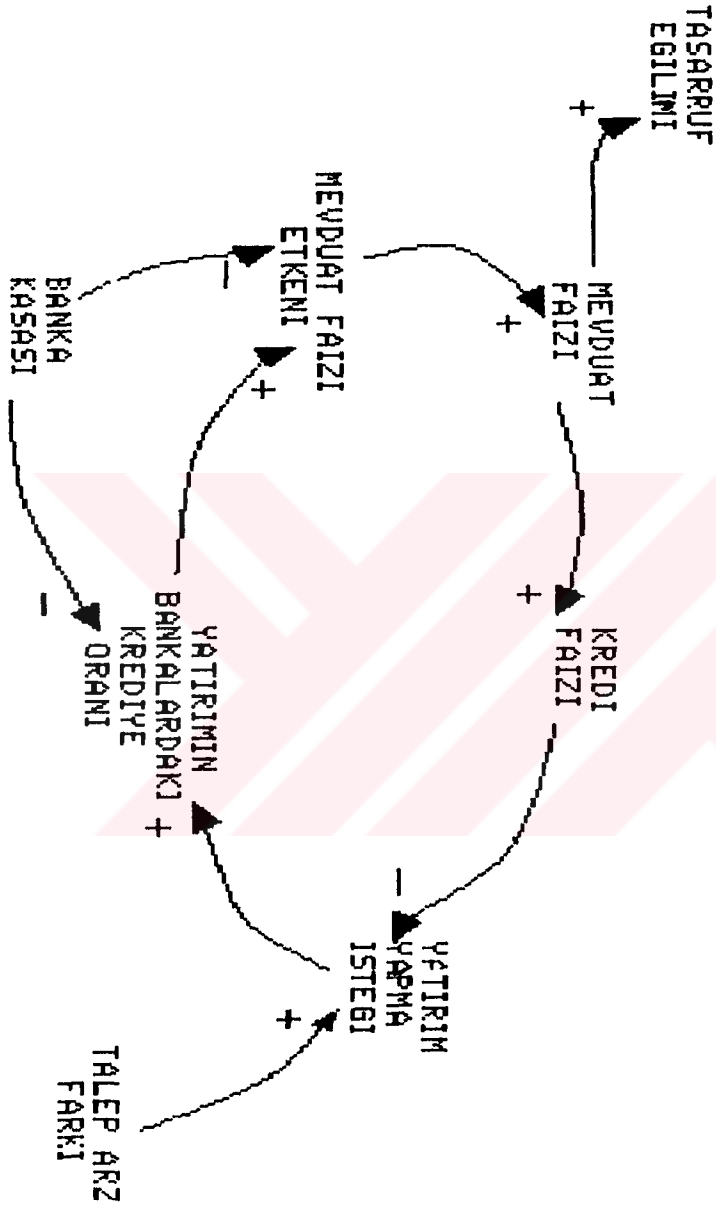 TASARRUF
EGILIMI
+
MEVDUAT
FAIZI
+
KREDI
FAIZI
+
MEVDUAT FAIZI
ETKENI
-
+
YATIRIM
YAPMA
ISTEGI
-
+
YATIRIMIN
BANKALARDAKI
KREDIYE
ORANI
+
-
BANKA
KASASI
TALEP ARZ
FARKI